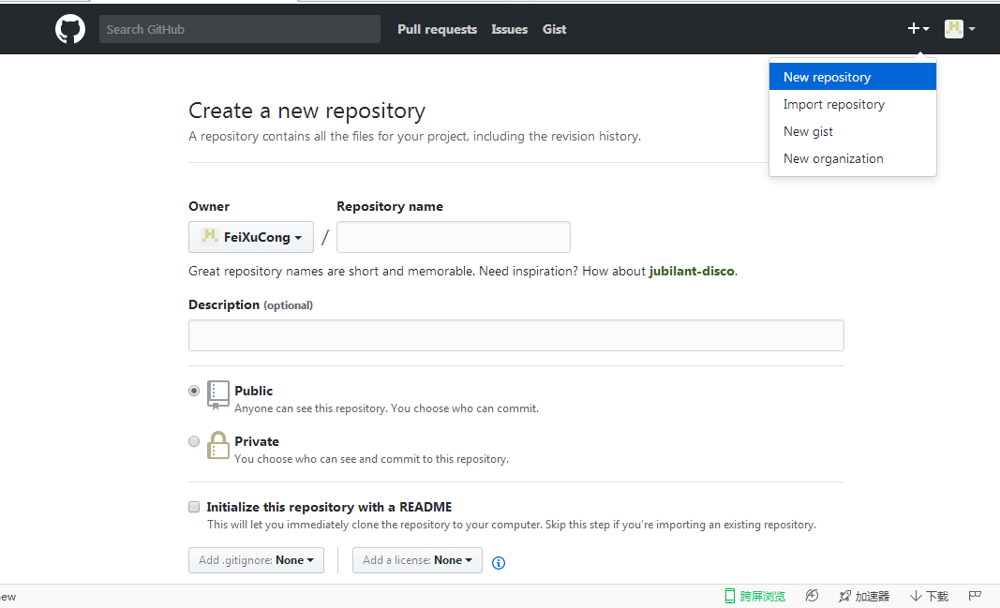 Search GitHub Pull requests Issues Gist
New repository
Import repository
New gist
New organization
Create a new repository
A repository contains all the files for your project, including the revision history.
Owner Repository name
FeiXuCong /
Great repository names are short and memorable. Need inspiration? How about jubilant-disco.
Description (optional)
Public
Anyone can see this repository. You choose who can commit.
Private
You choose who can see and commit to this repository.
Initialize this repository with a README
This will let you immediately clone the repository to your computer. Skip this step if you're importing an existing repository.
Add .gitignore: None Add a license: None
ew 跨屏浏览 加速器 下载